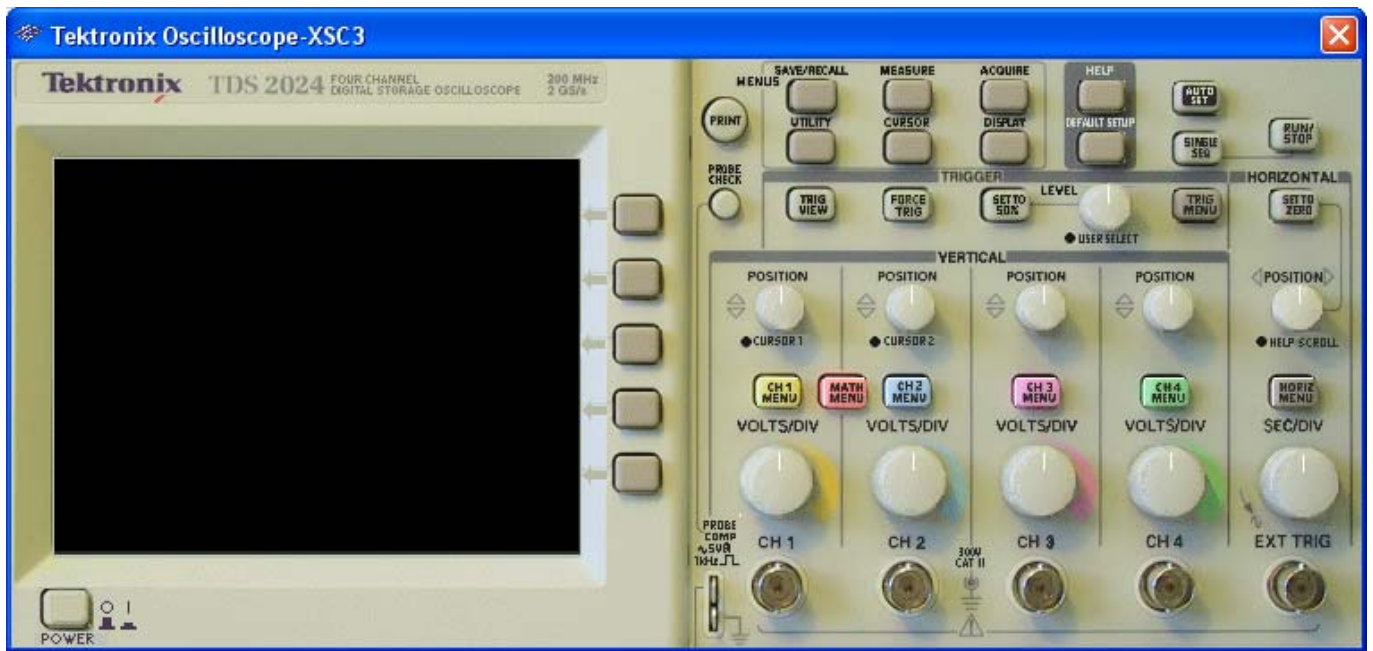 Tektronix Oscilloscope-XSC3
Tektronix TDS 2024 FOUR CHANNEL
DIGITAL STORAGE OSCILLOSCOPE
200 MHz
2 GS/s
MENUS
SAVE/RECALL MEASURE ACQUIRE HELP
PRINT
AUTO
SET
UTILITY CURSOR DISPLAY DEFAULT SETUP
SINGLE
SEQ
RUN/
STOP
PROBE
CHECK
TRIGGER
HORIZONTAL
TRIG
VIEW
FORCE
TRIG
SET TO
50%
LEVEL
TRIG
MENU
SET TO
ZERO
USER SELECT
VERTICAL
POSITION POSITION POSITION POSITION POSITION
CURSOR 1 CURSOR 2 HELP SCROLL
CH 1
MENU
MATH
MENU
CH 2
MENU
CH 3
MENU
CH 4
MENU
HORIZ
MENU
VOLTS/DIV VOLTS/DIV VOLTS/DIV VOLTS/DIV SEC/DIV
PROBE
COMP
~5V
1kHz
CH 1 CH 2 CH 3 CH 4 EXT TRIG
300V
CAT II
POWER